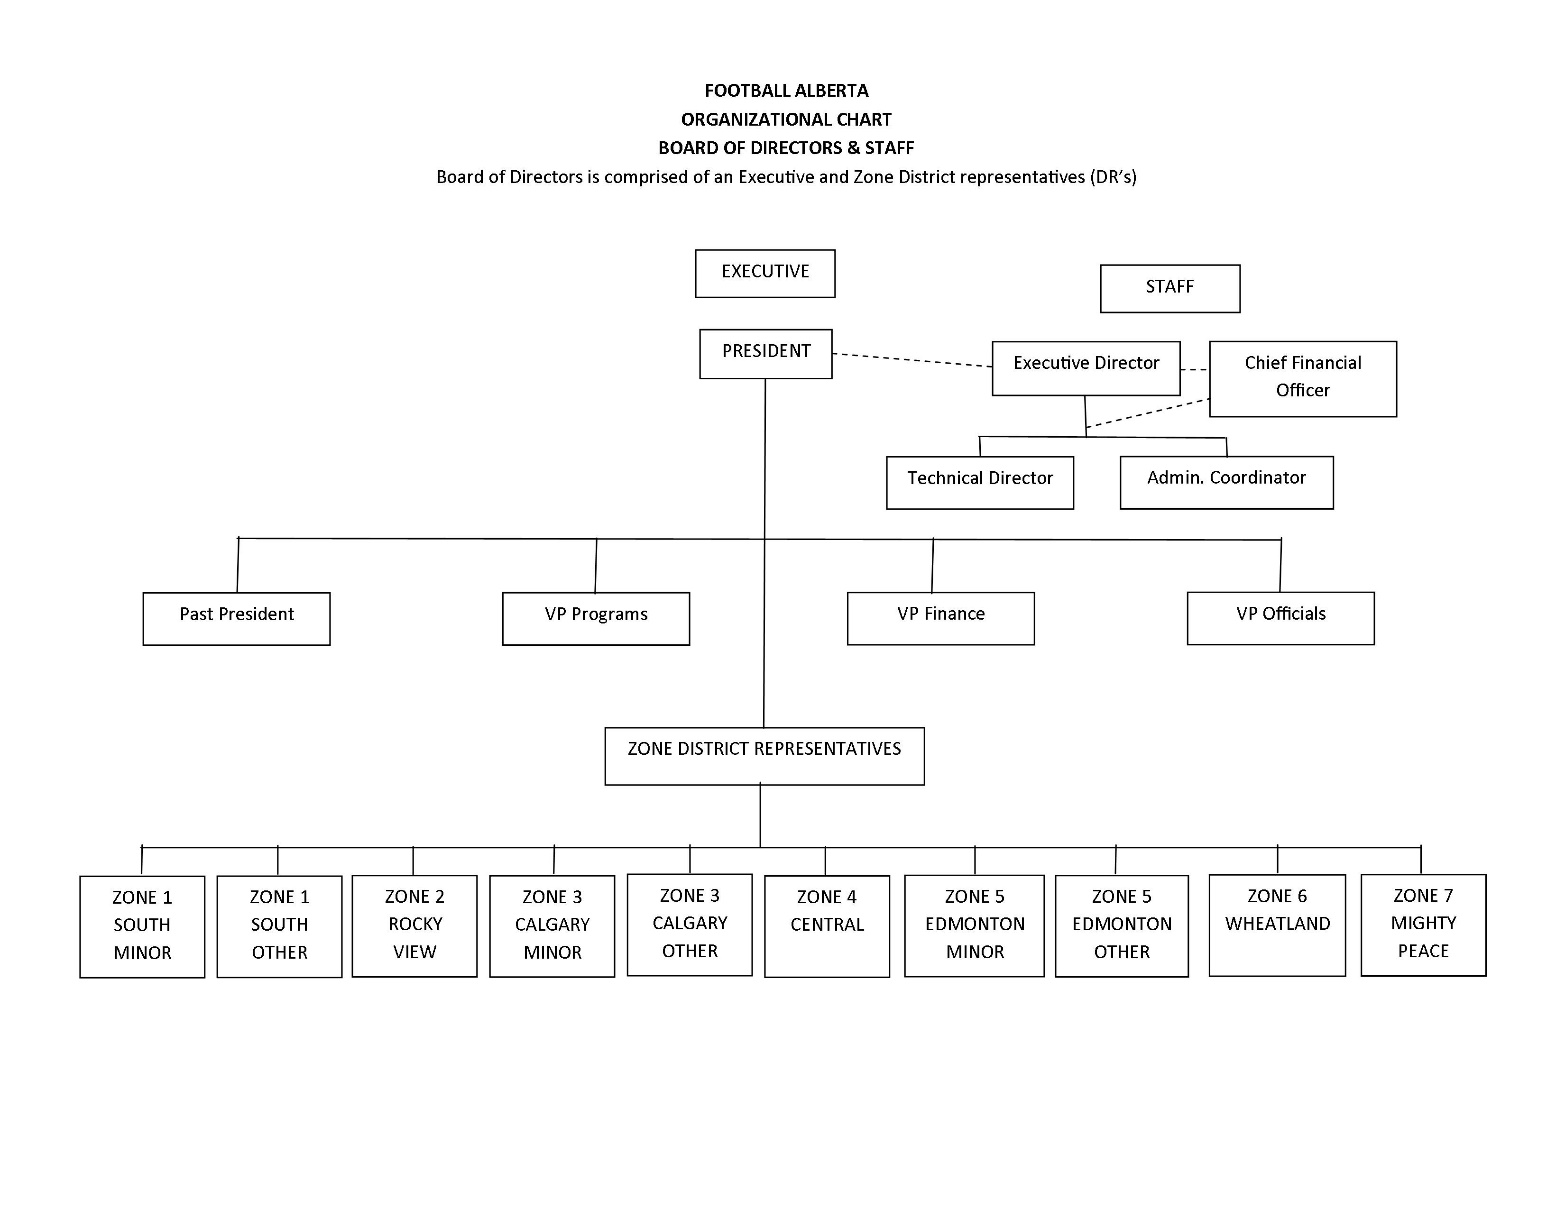 FOOTBALL ALBERTA
ORGANIZATIONAL CHART
BOARD OF DIRECTORS & STAFF
Board of Directors is comprised of an Executive and Zone District representatives (DR’s)
EXECUTIVE
STAFF
PRESIDENT
Executive Director
Chief Financial
Officer
Technical Director
Admin. Coordinator
Past President
VP Programs
VP Finance
VP Officials
ZONE DISTRICT REPRESENTATIVES
ZONE 1
SOUTH
MINOR
ZONE 1
SOUTH
OTHER
ZONE 2
ROCKY
VIEW
ZONE 3
CALGARY
MINOR
ZONE 3
CALGARY
OTHER
ZONE 4
CENTRAL
ZONE 5
EDMONTON
MINOR
ZONE 5
EDMONTON
OTHER
ZONE 6
WHEATLAND
ZONE 7
MIGHTY
PEACE